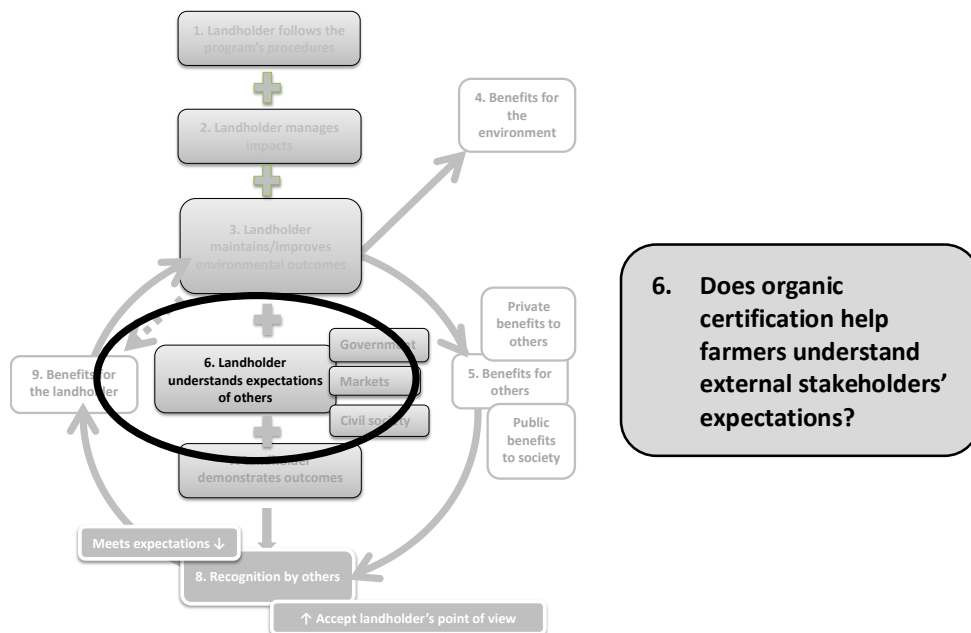 1. Landholder follows the
program's procedures
2. Landholder manages
impacts
4. Benefits for
the
environment
3. Landholder
maintains/improves
environmental outcomes
Private
benefits to
others
Government
6. Landholder
understands expectations
of others
Markets
Civil society
9. Benefits for
the landholder
5. Benefits for
others
Public
benefits
to society
Landholder
demonstrates outcomes
Meets expectations ↓
8. Recognition by others
↑ Accept landholder's point of view
6. Does organic
certification help
farmers understand
external stakeholders'
expectations?